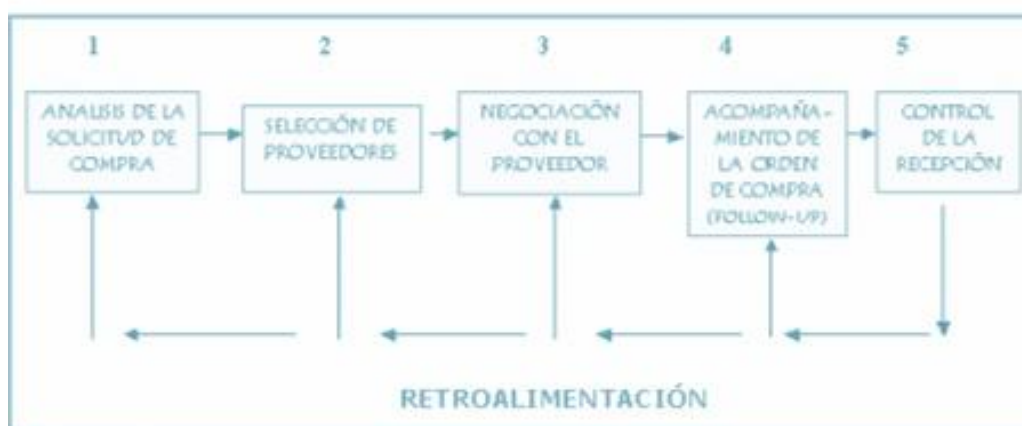 1
2
3
4
5
ANALISIS DE LA
SOLICITUD DE
COMPRA
SELECCIÓN DE
PROVEEDORES
NEGOCIACIÓN
CON EL
PROVEEDOR
ACOMPAÑA-
MIENTO DE
LA ORDEN
DE COMPRA
(FOLLOW-UP)
CONTROL
DE LA
RECEPCIÓN
RETROALIMENTACIÓN